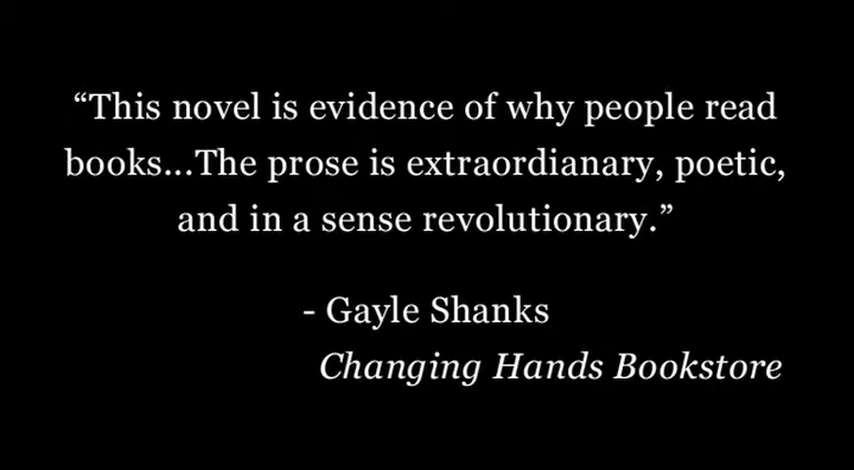 “This novel is evidence of why people read
books...The prose is extraordianary, poetic,
and in a sense revolutionary.”
- Gayle Shanks
Changing Hands Bookstore